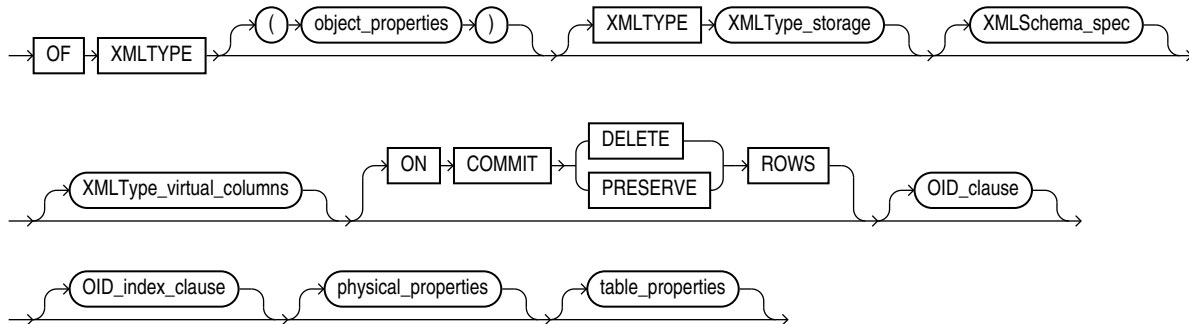 OF XMLTYPE ( object_properties ) XMLTYPE XMLType_storage XMLSchema_spec
XMLType_virtual_columns ON COMMIT DELETE PRESERVE ROWS OID_clause
OID_index_clause physical_properties table_properties